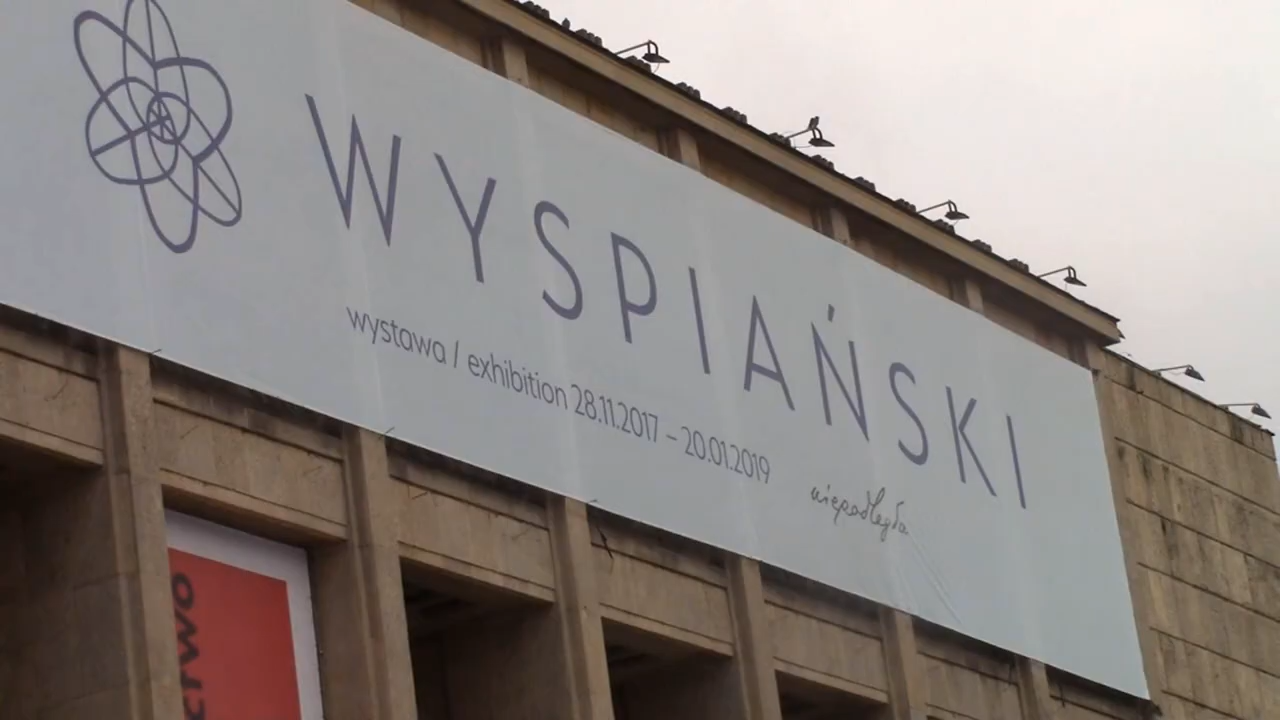 WYSPIAŃSKI
wystawa / exhibition 28.11.2017 – 20.01.2019
niepodległa